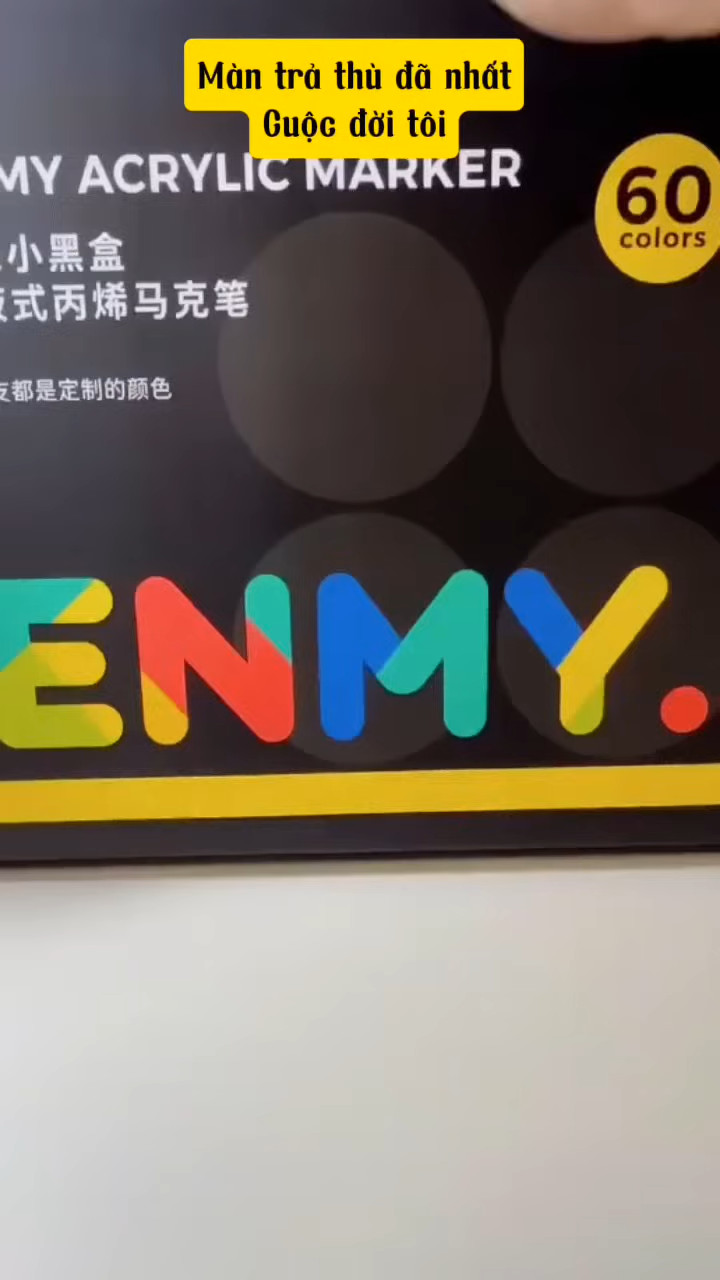 Màn trả thù đã nhất
Cuộc đời tôi
MY ACRYLIC MARKER
60
colors
小黑盒
式丙烯马克笔
都是定制的颜色
ENMY.